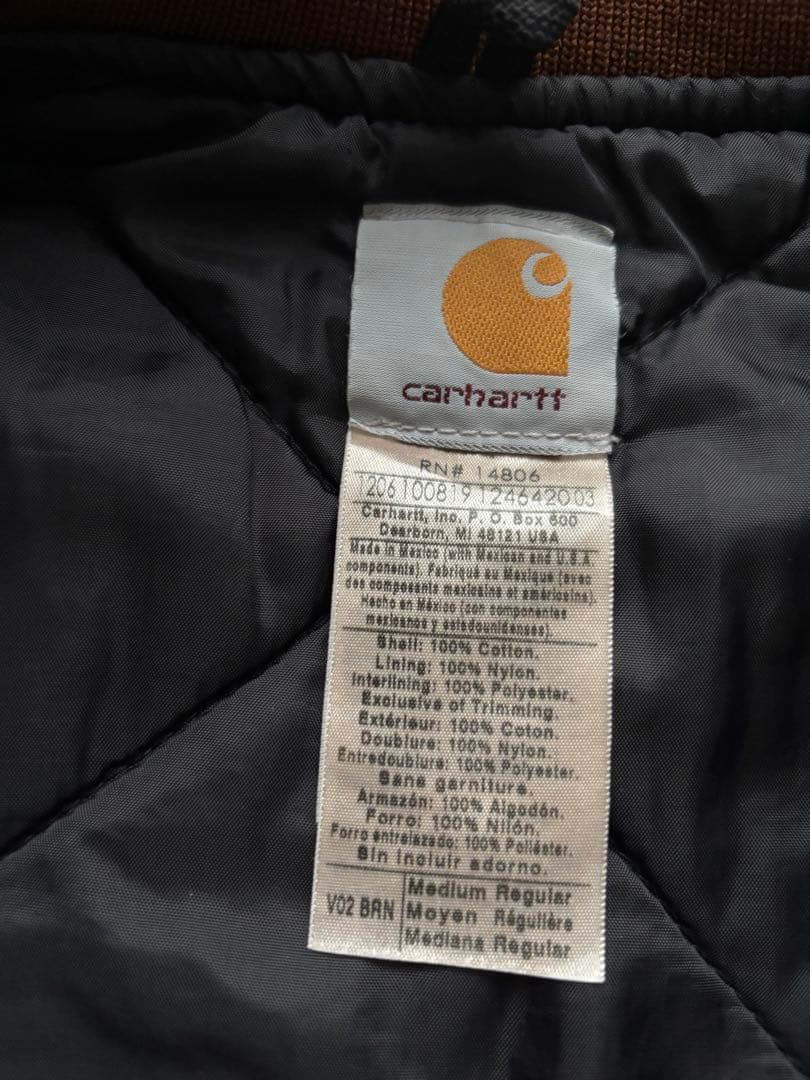 carhartt
RN# 14806
1206100819 124642003
Carhartt, Inc. P. O. Box 600
Dearborn, MI 48121 USA
Made in Mexico (with Mexican and U.S.A
components). Fabriqué au Mexique (avec
des composants mexicains et américains).
Hecho en México (con componentes
mexicanos y estadounidenses).
Shell: 100% Cotton.
Lining: 100% Nylon.
Interlining: 100% Polyester.
Exclusive of Trimming.
Extérieur: 100% Coton.
Doublure: 100% Nylon.
Entredoublure: 100% Polyester.
Sans garniture.
Armazón: 100% Algodón.
Forro: 100% Nilón.
Forro entrelazado: 100% Poliéster.
Sin incluir adorno.
V02 BRN
Medium Regular
Moyen Régulière
Mediana Regular